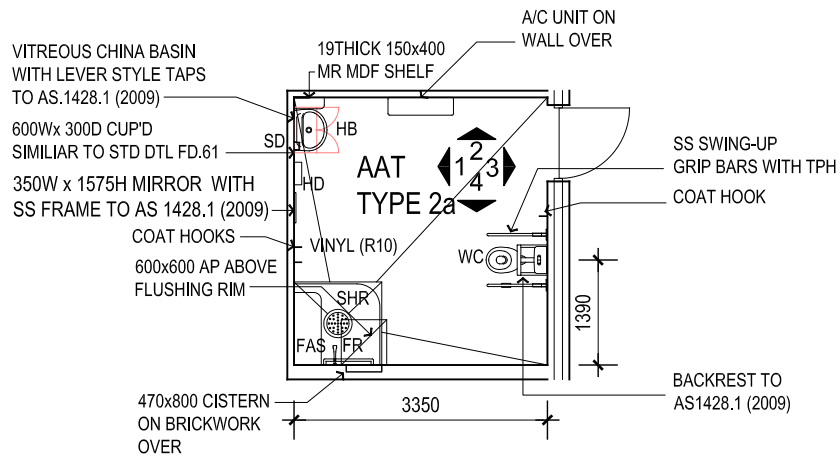 A/C UNIT ON
WALL OVER
VITREOUS CHINA BASIN
WITH LEVER STYLE TAPS
TO AS.1428.1 (2009)
19THICK 150x400
MR MDF SHELF
600Wx 300D CUP'D
SIMILIAR TO STD DTL FD.61
SD
HB
350W x 1575H MIRROR WITH
SS FRAME TO AS 1428.1 (2009)
HD
AAT
TYPE 2a
1
2
3
4
SS SWING-UP
GRIP BARS WITH TPH
COAT HOOK
COAT HOOKS
VINYL (R10)
WC
600x600 AP ABOVE
FLUSHING RIM
SHR
FAS
FR
1390
470x800 CISTERN
ON BRICKWORK
OVER
3350
BACKREST TO
AS1428.1 (2009)